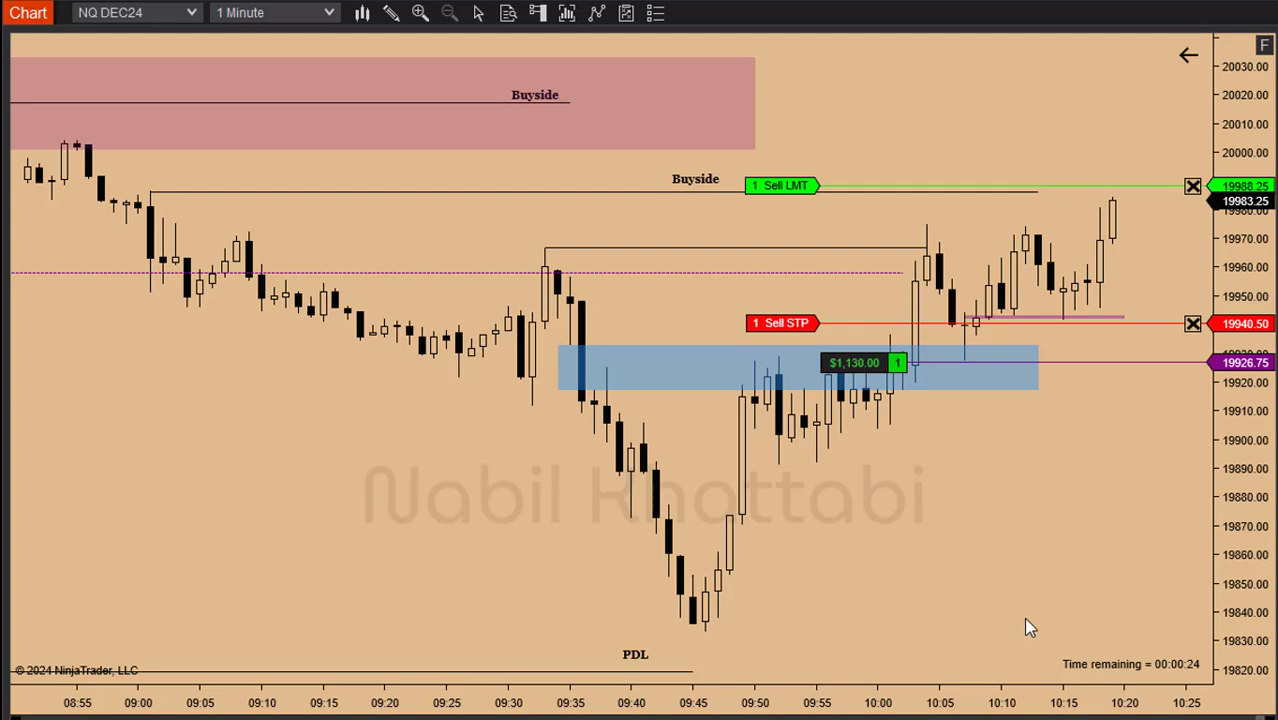 Chart NQ DEC24 1 Minute
F
20030.00
Buyside
20020.00
20010.00
20000.00
Buyside
1 Sell LMT
19988.25
19983.25
19980.00
19970.00
19960.00
19950.00
1 Sell STP
19940.50
19930.00
$1,130.00 1
19926.75
19920.00
19910.00
19900.00
19890.00
19880.00
Nabil Khattabi
19870.00
19860.00
19850.00
19840.00
19830.00
PDL
Time remaining = 00:00:24
© 2024 NinjaTrader, LLC
19820.00
08:55 09:00 09:05 09:10 09:15 09:20 09:25 09:30 09:35 09:40 09:45 09:50 09:55 10:00 10:05 10:10 10:15 10:20 10:25